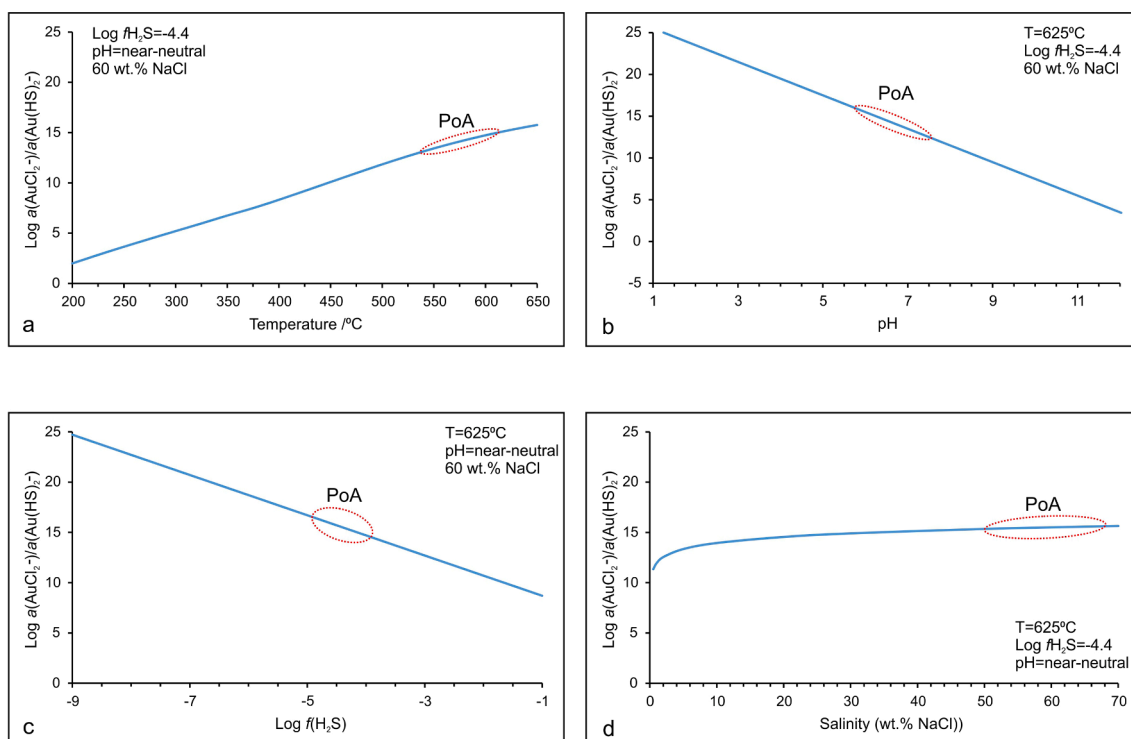 Log fH₂S=-4.4
pH=near-neutral
60 wt.% NaCl
PoA
Log a(AuCl₂-)/a(Au(HS)₂-)
25
20
15
10
5
0
200 250 300 350 400 450 500 550 600 650
Temperature /ºC
a
T=625ºC
Log fH₂S=-4.4
60 wt.% NaCl
PoA
Log a(AuCl₂-)/a(Au(HS)₂-)
25
20
15
10
5
0
-5
1 3 5 7 9 11
pH
b
T=625ºC
pH=near-neutral
60 wt.% NaCl
PoA
Log a(AuCl₂-)/a(Au(HS)₂-)
25
20
15
10
5
0
-9 -7 -5 -3 -1
Log f(H₂S)
c
PoA
Log a(AuCl₂-)/a(Au(HS)₂-)
25
20
15
10
5
0
T=625ºC
Log fH₂S=-4.4
pH=near-neutral
0 10 20 30 40 50 60 70
Salinity (wt.% NaCl))
d